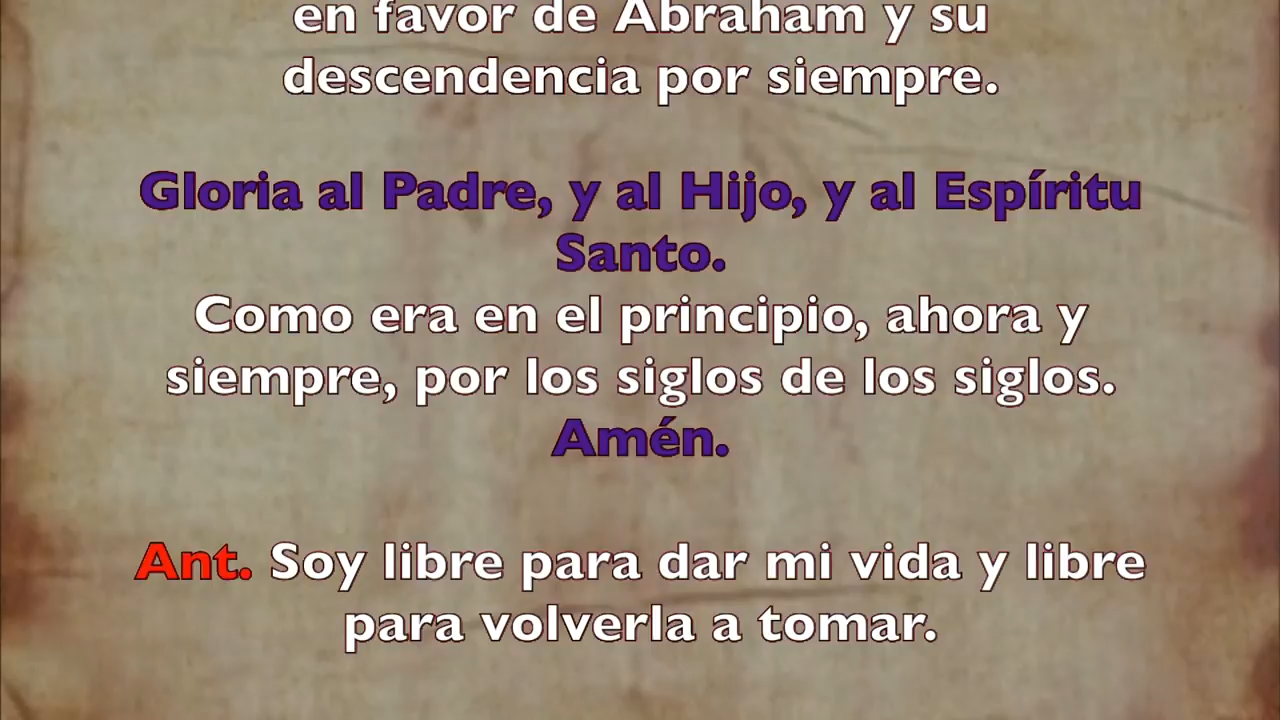 en favor de Abraham y su
descendencia por siempre.
Gloria al Padre, y al Hijo, y al Espíritu
Santo.
Como era en el principio, ahora y
siempre, por los siglos de los siglos.
Amén.
Ant. Soy libre para dar mi vida y libre
para volverla a tomar.